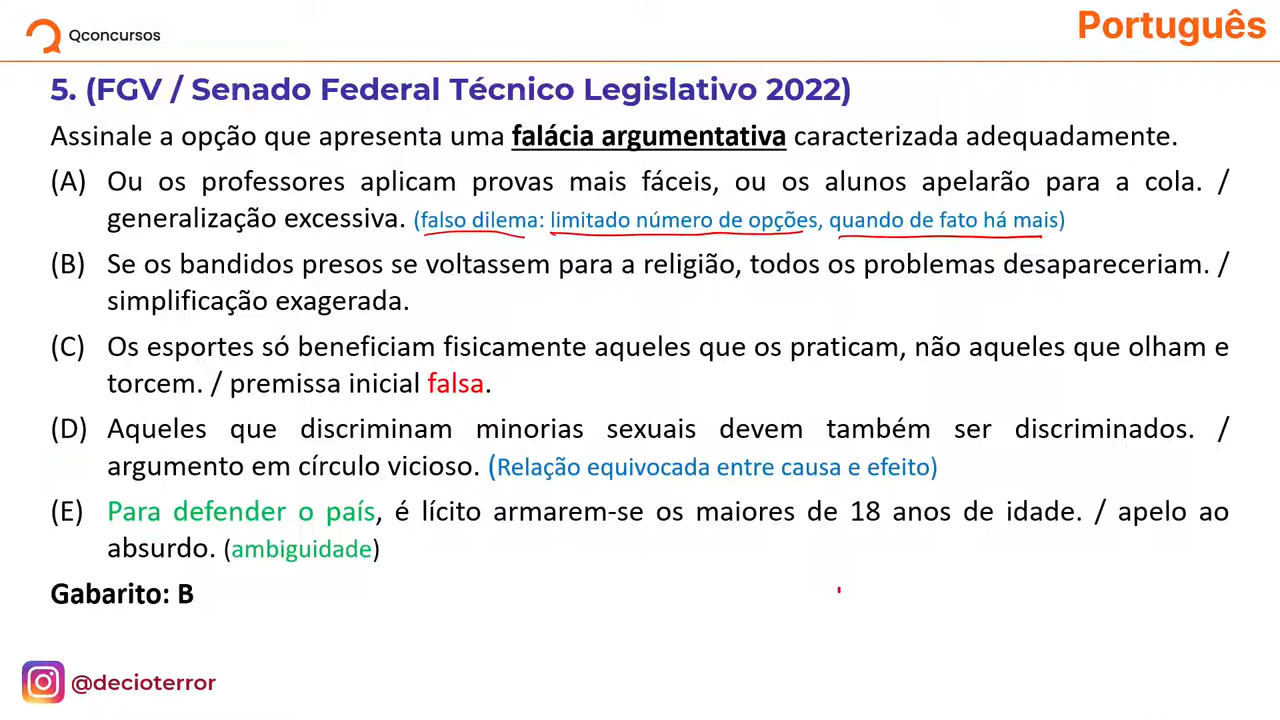 Qconcursos
Português
5. (FGV / Senado Federal Técnico Legislativo 2022)
Assinale a opção que apresenta uma falácia argumentativa caracterizada adequadamente.
(A) Ou os professores aplicam provas mais fáceis, ou os alunos apelarão para a cola. /
generalização excessiva. (falso dilema: limitado número de opções, quando de fato há mais)
(B) Se os bandidos presos se voltassem para a religião, todos os problemas desapareceriam. /
simplificação exagerada.
(C) Os esportes só beneficiam fisicamente aqueles que os praticam, não aqueles que olham e
torcem. / premissa inicial falsa.
(D) Aqueles que discriminam minorias sexuais devem também ser discriminados. /
argumento em círculo vicioso. (Relação equivocada entre causa e efeito)
(E) Para defender o país, é lícito armarem-se os maiores de 18 anos de idade. / apelo ao
absurdo. (ambiguidade)
Gabarito: B
@decioterror